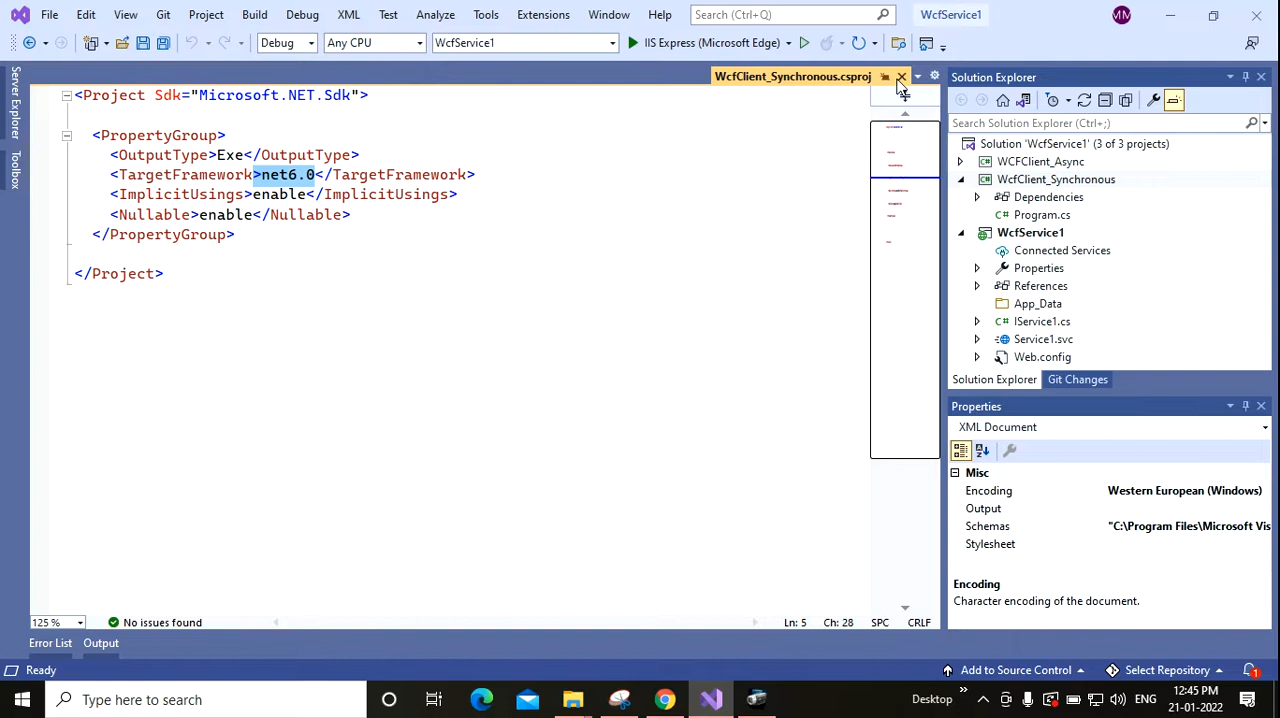 File Edit View Git Project Build Debug XML Test Analyze Tools Extensions Window Help Search (Ctrl+Q) WcfService1 MM
Debug Any CPU WcfService1 IIS Express (Microsoft Edge)
WcfClient_Synchronous.csproj
Server Explorer
Toolbox
<Project Sdk="Microsoft.NET.Sdk">
<PropertyGroup>
<OutputType>Exe</OutputType>
<TargetFramework>net6.0</TargetFramework>
<ImplicitUsings>enable</ImplicitUsings>
<Nullable>enable</Nullable>
</PropertyGroup>
</Project>
125 % No issues found Ln: 5 Ch: 28 SPC CRLF
Solution Explorer
Search Solution Explorer (Ctrl+;)
Solution 'WcfService1' (3 of 3 projects)
WCFClient_Async
WcfClient_Synchronous
Dependencies
C# Program.cs
WcfService1
Connected Services
Properties
References
App_Data
C# IService1.cs
Service1.svc
Web.config
Solution Explorer Git Changes
Properties
XML Document
Misc
Encoding Western European (Windows)
Output
Schemas "C:\Program Files\Microsoft Vis
Stylesheet
Encoding
Character encoding of the document.
Error List Output
Ready Add to Source Control Select Repository 1
Type here to search Desktop ENG 12:45 PM
21-01-2022